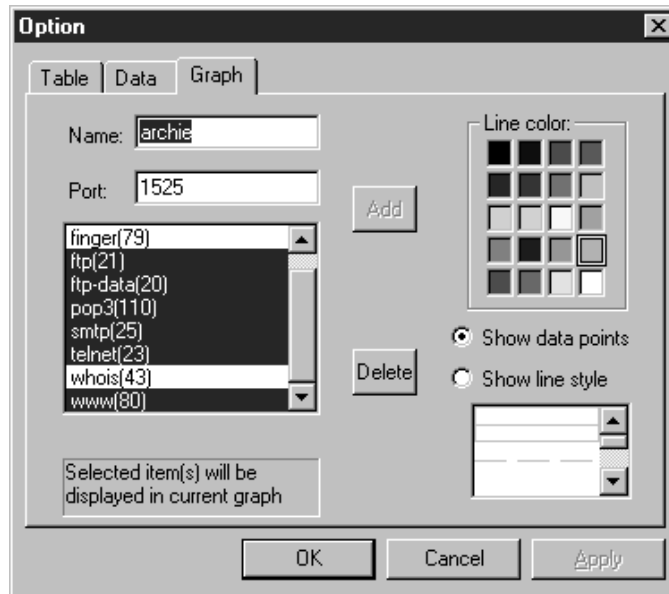 Option
Table
Data
Graph
Name:
archie
Port:
1525
finger(79)
ftp(21)
ftp-data(20)
pop3(110)
smtp(25)
telnet(23)
whois(43)
www(80)
Selected item(s) will be
displayed in current graph
Add
Delete
Line color:
Show data points
Show line style
OK
Cancel
Apply